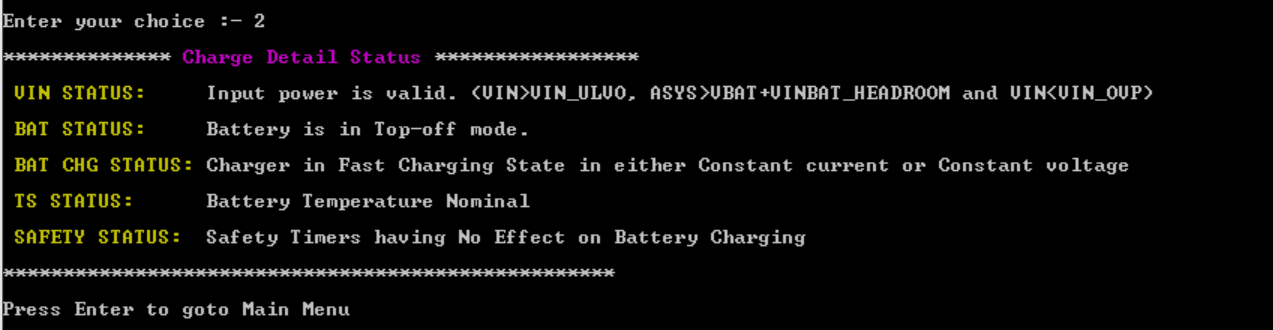 Enter your choice :- 2
************** Charge Detail Status *****************
VIN STATUS: Input power is valid. (VIN>VIN_ULVO, ASYS>VBAT+VINBAT_HEADROOM and VIN<VIN_OVP)
BAT STATUS: Battery is in Top-off mode.
BAT CHG STATUS: Charger in Fast Charging State in either Constant current or Constant voltage
TS STATUS: Battery Temperature Nominal
SAFETY STATUS: Safety Timers having No Effect on Battery Charging
***************************************************
Press Enter to goto Main Menu